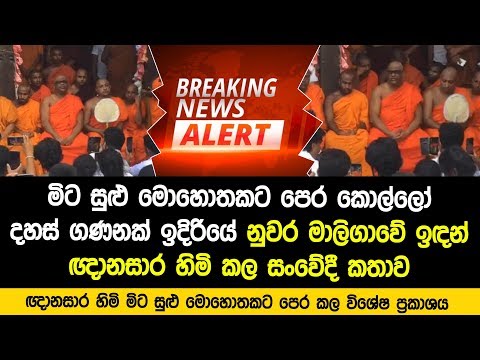 BREAKING
NEWS
ALERT
මිට සුළු මොහොතකට පෙර කොල්ලෝ
දහස් ගණනක් ඉදිරියේ නුවර මාලිගාවේ ඉඳන්
ඥානසාර හිමි කල සංවේදී කතාව
ඥානසාර හිමි මිට සුළු මොහොතකට පෙර කල විශේෂ ප්‍රකාශය